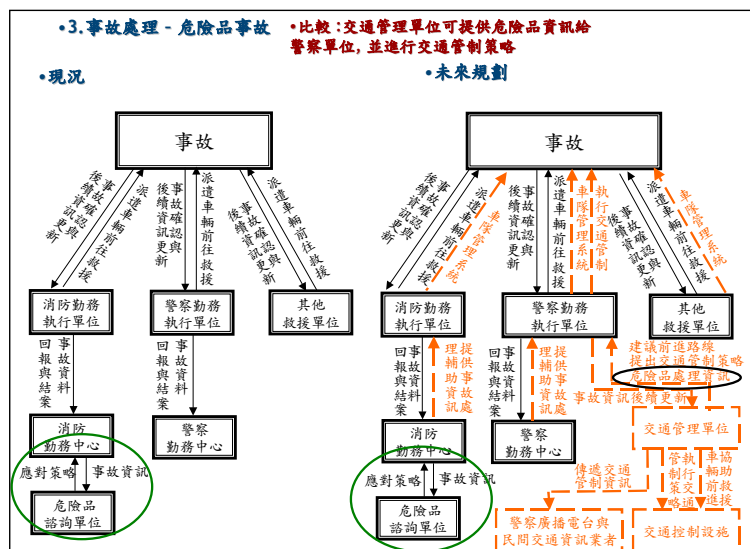 •3.事故處理 - 危險品事故
•比較：交通管理單位可提供危險品資訊給
警察單位, 並進行交通管制策略
•現況
•未來規劃
事故
事故確認與
後續資訊更新
派遣車輛前往救援
事故確認與
後續資訊更新
派遣車輛前往救援
事故確認與
後續資訊更新
派遣車輛前往救援
消防勤務
執行單位
警察勤務
執行單位
其他
救援單位
事故資料
回報與結案
事故資料
回報與結案
消防
勤務中心
警察
勤務中心
應對策略
事故資訊
危險品
諮詢單位
事故
事故確認與
後續資訊更新
派遣車輛前往救援
車隊管理系統
事故確認與
後續資訊更新
派遣車輛前往救援
車隊管理系統
執行交通管制
事故確認與
後續資訊更新
派遣車輛前往救援
車隊管理系統
消防勤務
執行單位
警察勤務
執行單位
其他
救援單位
事故資料
回報與結案
提供事故處
理輔助資訊
事故資料
回報與結案
提供事故處
理輔助資訊
建議前進路線
提出交通管制策略
危險品處理資訊
事故資訊後續更新
消防
勤務中心
警察
勤務中心
交通管理單位
應對策略
事故資訊
傳遞交通
管制資訊
執行交通
管制策略
協助救援
車輛前進
危險品
諮詢單位
警察廣播電台與
民間交通資訊業者
交通控制設施